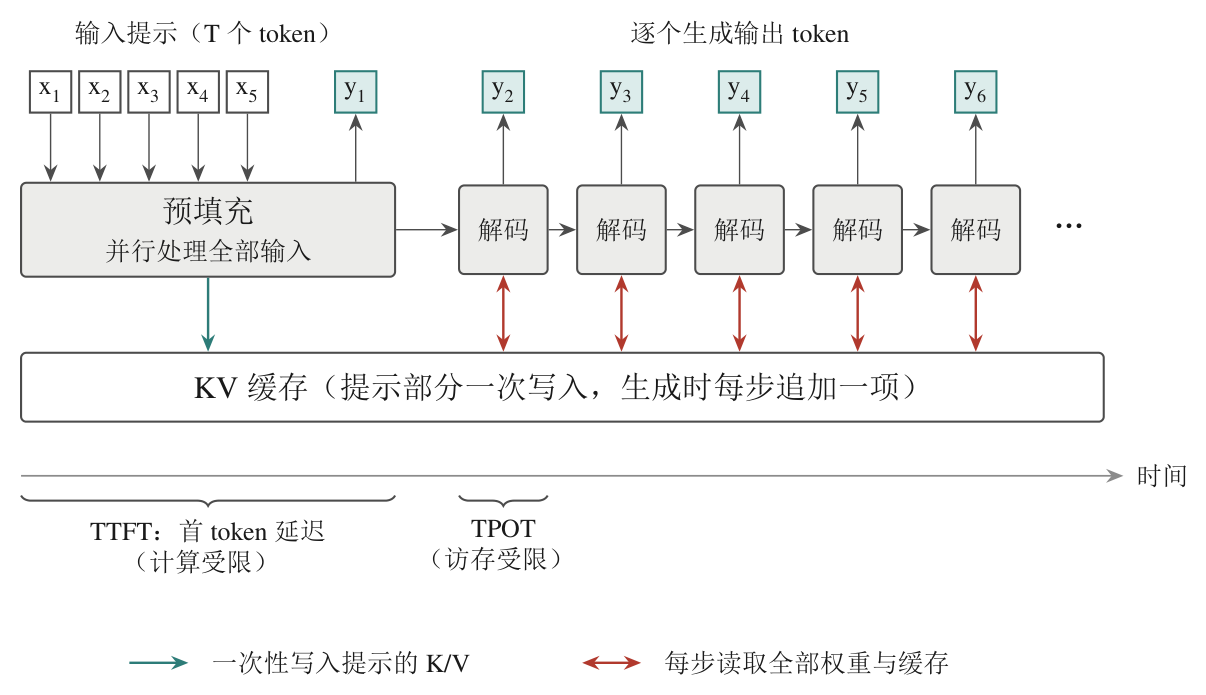 输入提示（T 个 token）
逐个生成输出 token
x1 x2 x3 x4 x5 y1 y2 y3 y4 y5 y6
预填充
并行处理全部输入
解码 解码 解码 解码 解码 ...
KV 缓存（提示部分一次写入，生成时每步追加一项）
时间
TTFT：首 token 延迟
（计算受限）
TPOT
（访存受限）
一次性写入提示的 K/V
每步读取全部权重与缓存